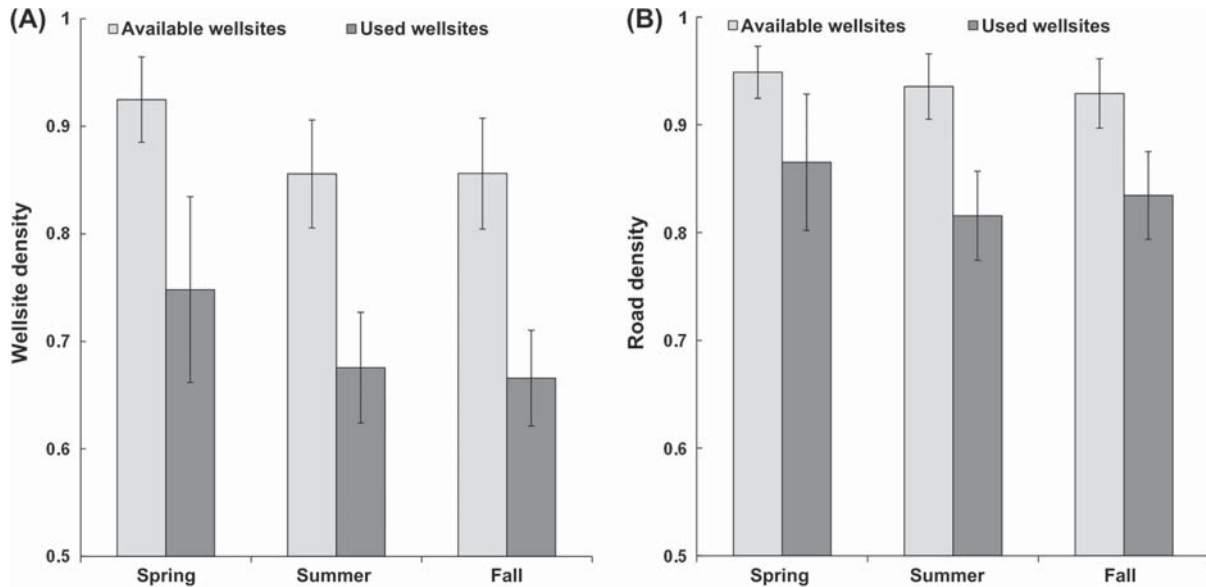 (A)
Available wellsites
Used wellsites
Wellsite density
1
0.9
0.8
0.7
0.6
0.5
Spring
Summer
Fall
(B)
Available wellsites
Used wellsites
Road density
1
0.9
0.8
0.7
0.6
0.5
Spring
Summer
Fall